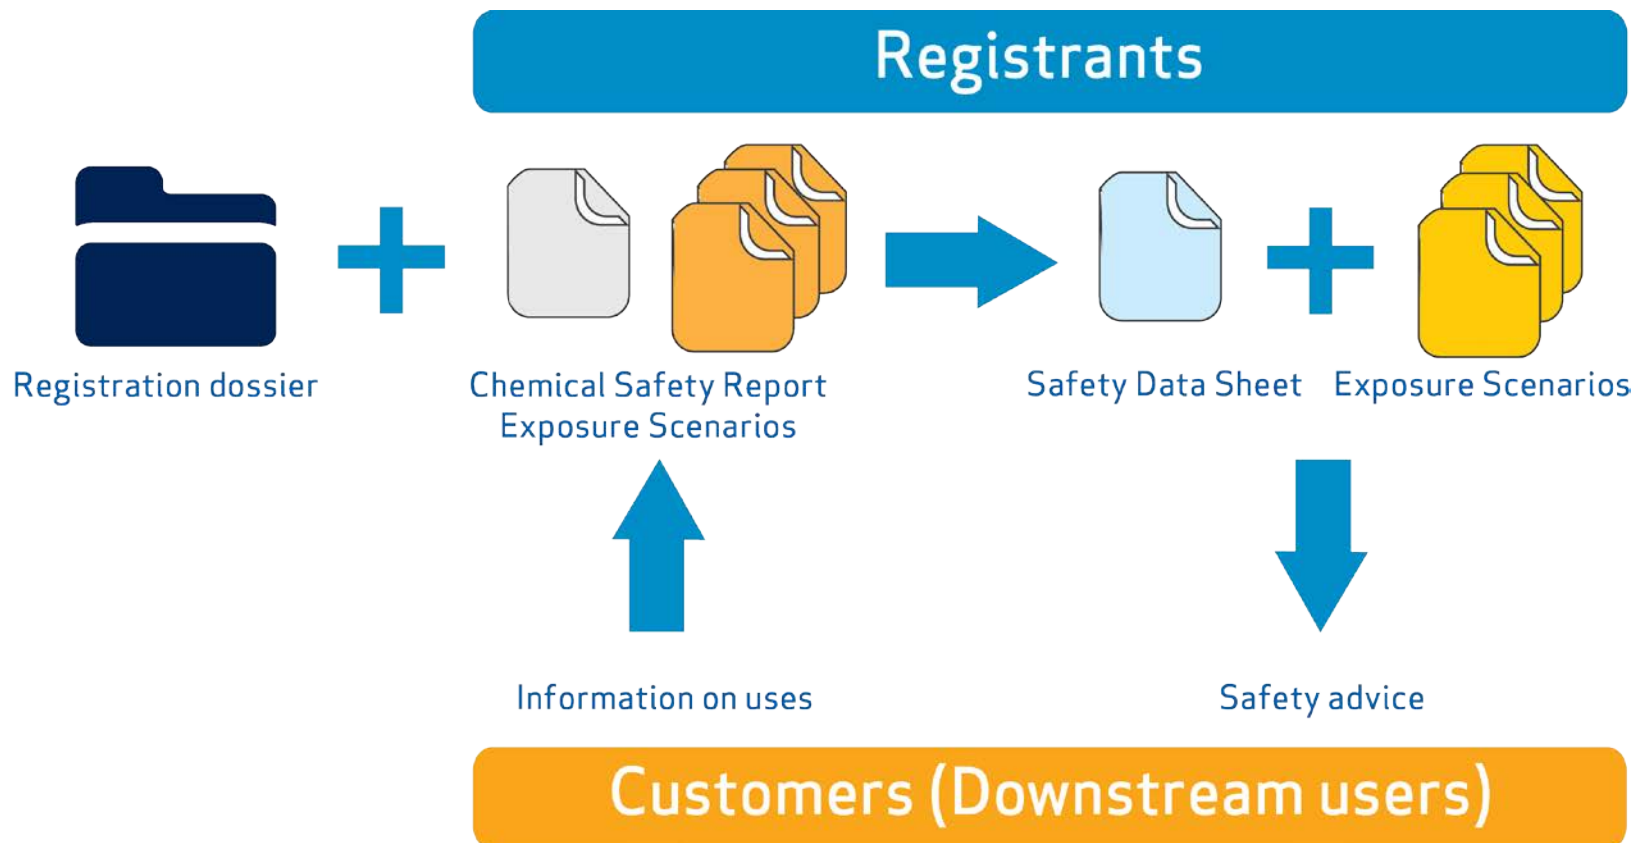 Registrants
Registration dossier
Chemical Safety Report
Exposure Scenarios
Safety Data Sheet
Exposure Scenarios
Information on uses
Safety advice
Customers (Downstream users)